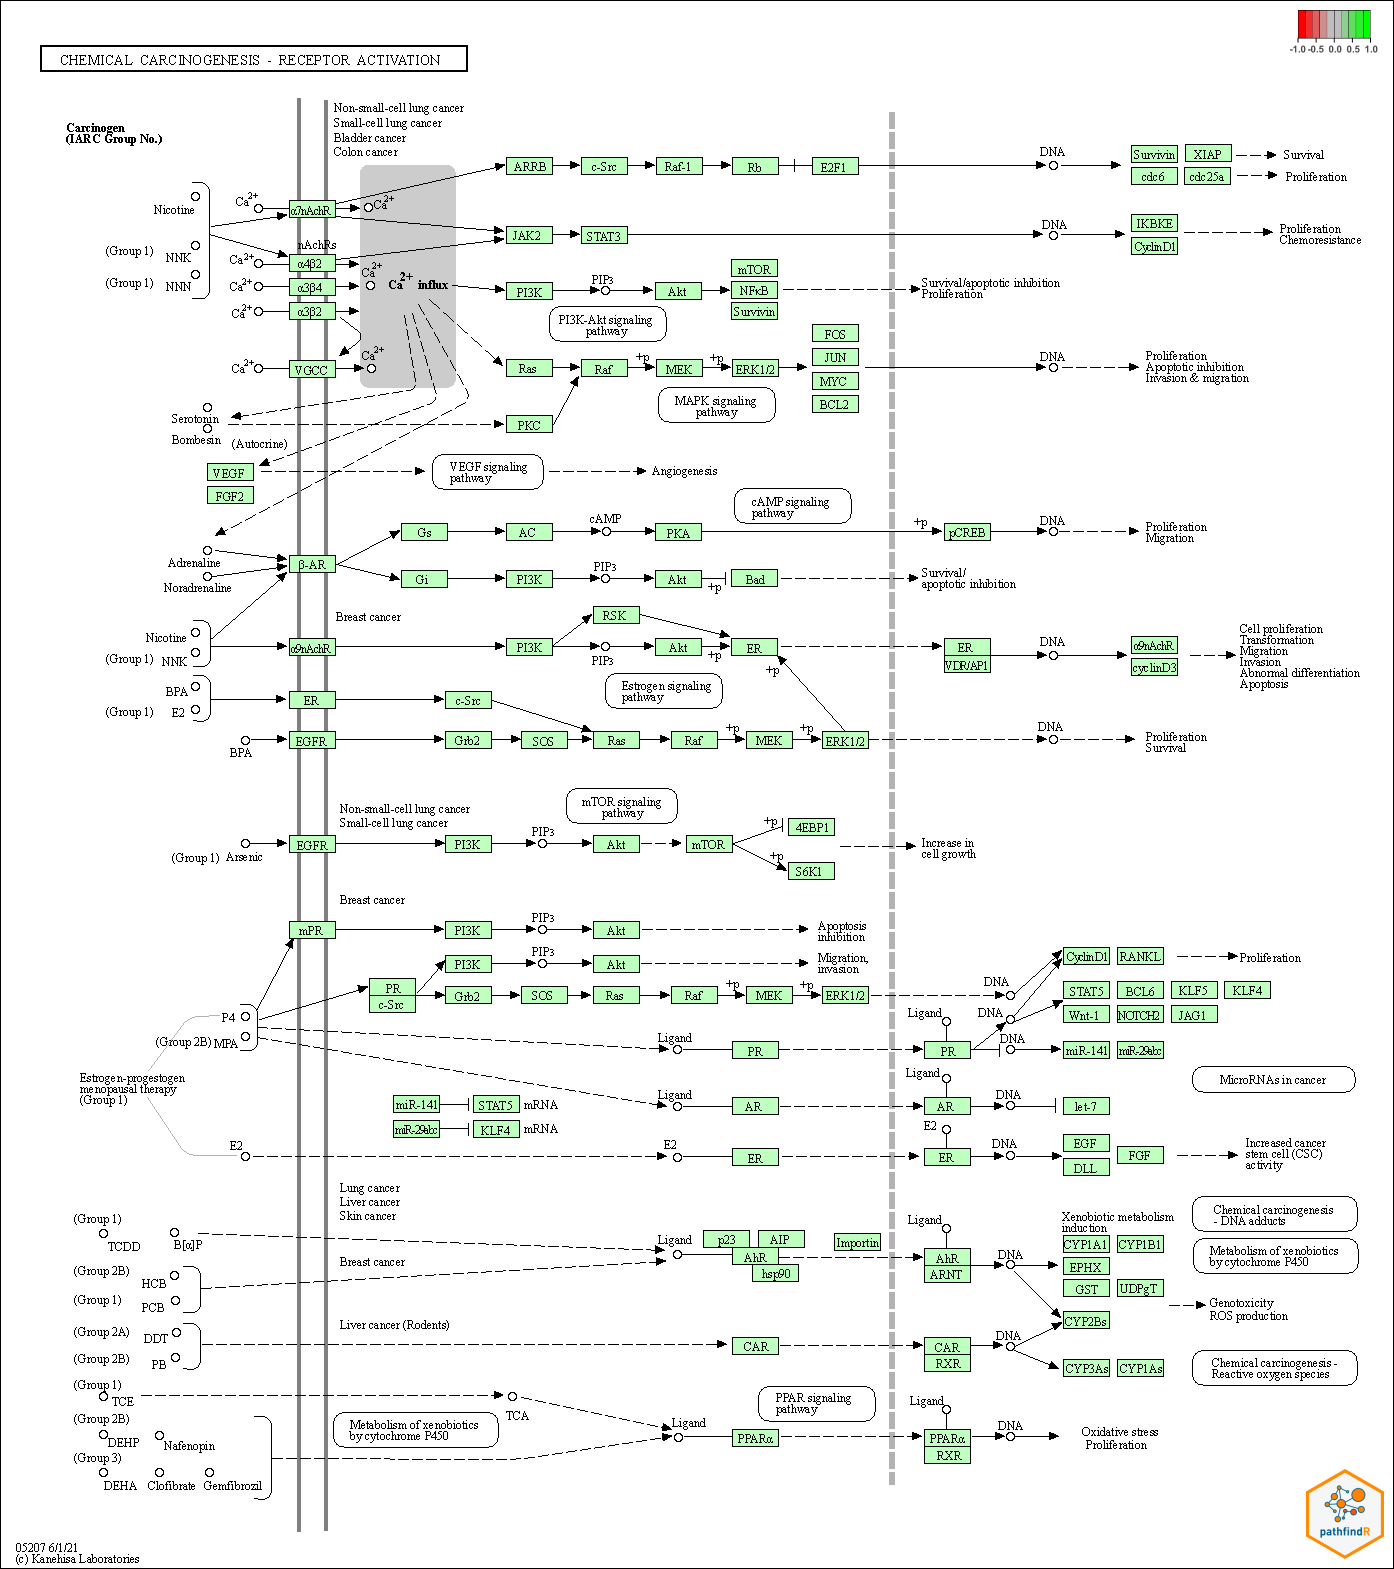 -1.0 -0.5 0.0 0.5 1.0
CHEMICAL CARCINOGENESIS - RECEPTOR ACTIVATION
Carcinogen
(IARC Group No.)
Non-small-cell lung cancer
Small-cell lung cancer
Bladder cancer
Colon cancer
ARRB c-Src Raf-1 Rb E2F1 DNA Survivin XIAP Survival
cdc6 cdc25a Proliferation
Nicotine Ca2+ α7nAchR Ca2+
JAK2 STAT3 DNA IKBKE Proliferation
CyclinD1 Chemoresistance
(Group 1) NNK nAchRs
Ca2+ α4β2 Ca2+
(Group 1) NNN Ca2+ α3β4 Ca2+ influx
Ca2+ α3β2
PI3K PIP3 Akt mTOR
NFκB
Survivin
Survival/apoptotic inhibition
Proliferation
PI3K-Akt signaling
pathway
Ca2+ VGCC Ca2+
Ras Raf +p MEK +p ERK1/2 FOS
JUN
MYC
BCL2
DNA Proliferation
Apoptotic inhibition
Invasion & migration
MAPK signaling
pathway
Serotonin
Bombesin
PKC
(Autocrine)
VEGF
FGF2
VEGF signaling
pathway
Angiogenesis
cAMP signaling
pathway
Gs AC cAMP PKA +p pCREB DNA Proliferation
Migration
Adrenaline
Noradrenaline
β-AR
Gi PI3K PIP3 Akt +p Bad Survival/
apoptotic inhibition
Breast cancer
RSK
Nicotine
(Group 1) NNK
α9nAchR PI3K PIP3 Akt +p ER ER
VDR/AP1
DNA α9nAchR
cyclinD3
Cell proliferation
Transformation
Migration
Invasion
Abnormal differentiation
Apoptosis
+p
Estrogen signaling
pathway
BPA
(Group 1) E2
ER c-Src
BPA EGFR Grb2 SOS Ras Raf +p MEK +p ERK1/2 DNA Proliferation
Survival
Non-small-cell lung cancer
Small-cell lung cancer
mTOR signaling
pathway
(Group 1) Arsenic EGFR PI3K PIP3 Akt mTOR +p 4EBP1
+p S6K1
Increase in
cell growth
Breast cancer
mPR PI3K PIP3 Akt Apoptosis
inhibition
PI3K PIP3 Akt Migration,
invasion
PR
c-Src
Grb2 SOS Ras Raf +p MEK +p ERK1/2 DNA
CyclinD1 RANKL Proliferation
STAT5 BCL6 KLF5 KLF4
Wnt-1 NOTCH2 JAG1
P4
(Group 2B) MPA
Ligand PR Ligand PR DNA
DNA miR-141 miR-29abc
Estrogen-progestogen
menopausal therapy
(Group 1)
MicroRNAs in cancer
miR-141 STAT5 mRNA
miR-29abc KLF4 mRNA
Ligand AR Ligand AR DNA let-7
E2 E2 ER E2 ER DNA EGF
DLL
FGF
Increased cancer
stem cell (CSC)
activity
Lung cancer
Liver cancer
Skin cancer
(Group 1) TCDD B[α]P
Ligand p23 AIP
AhR
hsp90
Importin
Ligand AhR
ARNT
DNA
Xenobiotic metabolism
induction
CYP1A1 CYP1B1
EPHX
GST UDPgT
CYP2Bs
Chemical carcinogenesis
- DNA adducts
Metabolism of xenobiotics
by cytochrome P450
Breast cancer
(Group 2B) HCB
(Group 1) PCB
Genotoxicity
ROS production
Liver cancer (Rodents)
(Group 2A) DDT
(Group 2B) PB
CAR CAR
RXR
DNA CYP3As CYP1As
Chemical carcinogenesis -
Reactive oxygen species
(Group 1) TCE TCA
PPAR signaling
pathway
Metabolism of xenobiotics
by cytochrome P450
(Group 2B) DEHP Nafenopin
(Group 3) DEHA Clofibrate Gemfibrozil
Ligand PPARα Ligand PPARα
RXR
DNA Oxidative stress
Proliferation
pathfindR
05207 6/1/21
(c) Kanehisa Laboratories